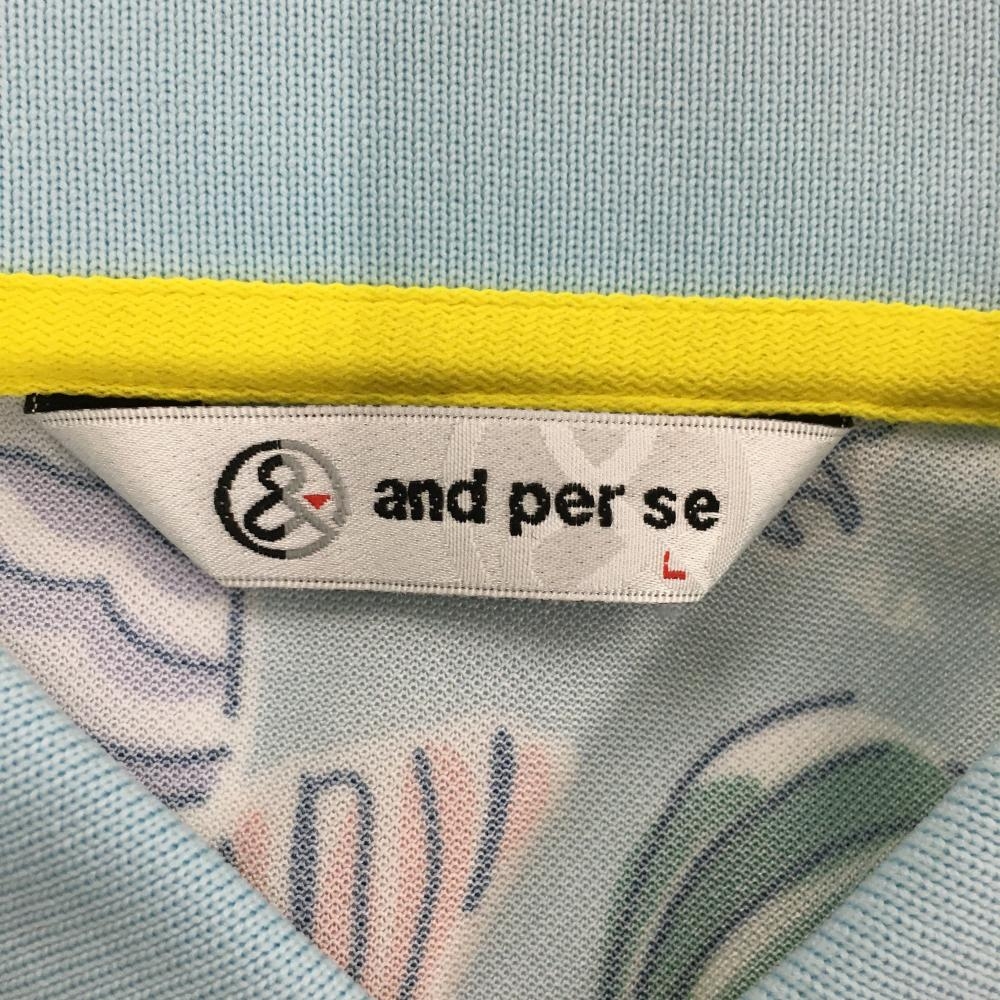 & and per se
L